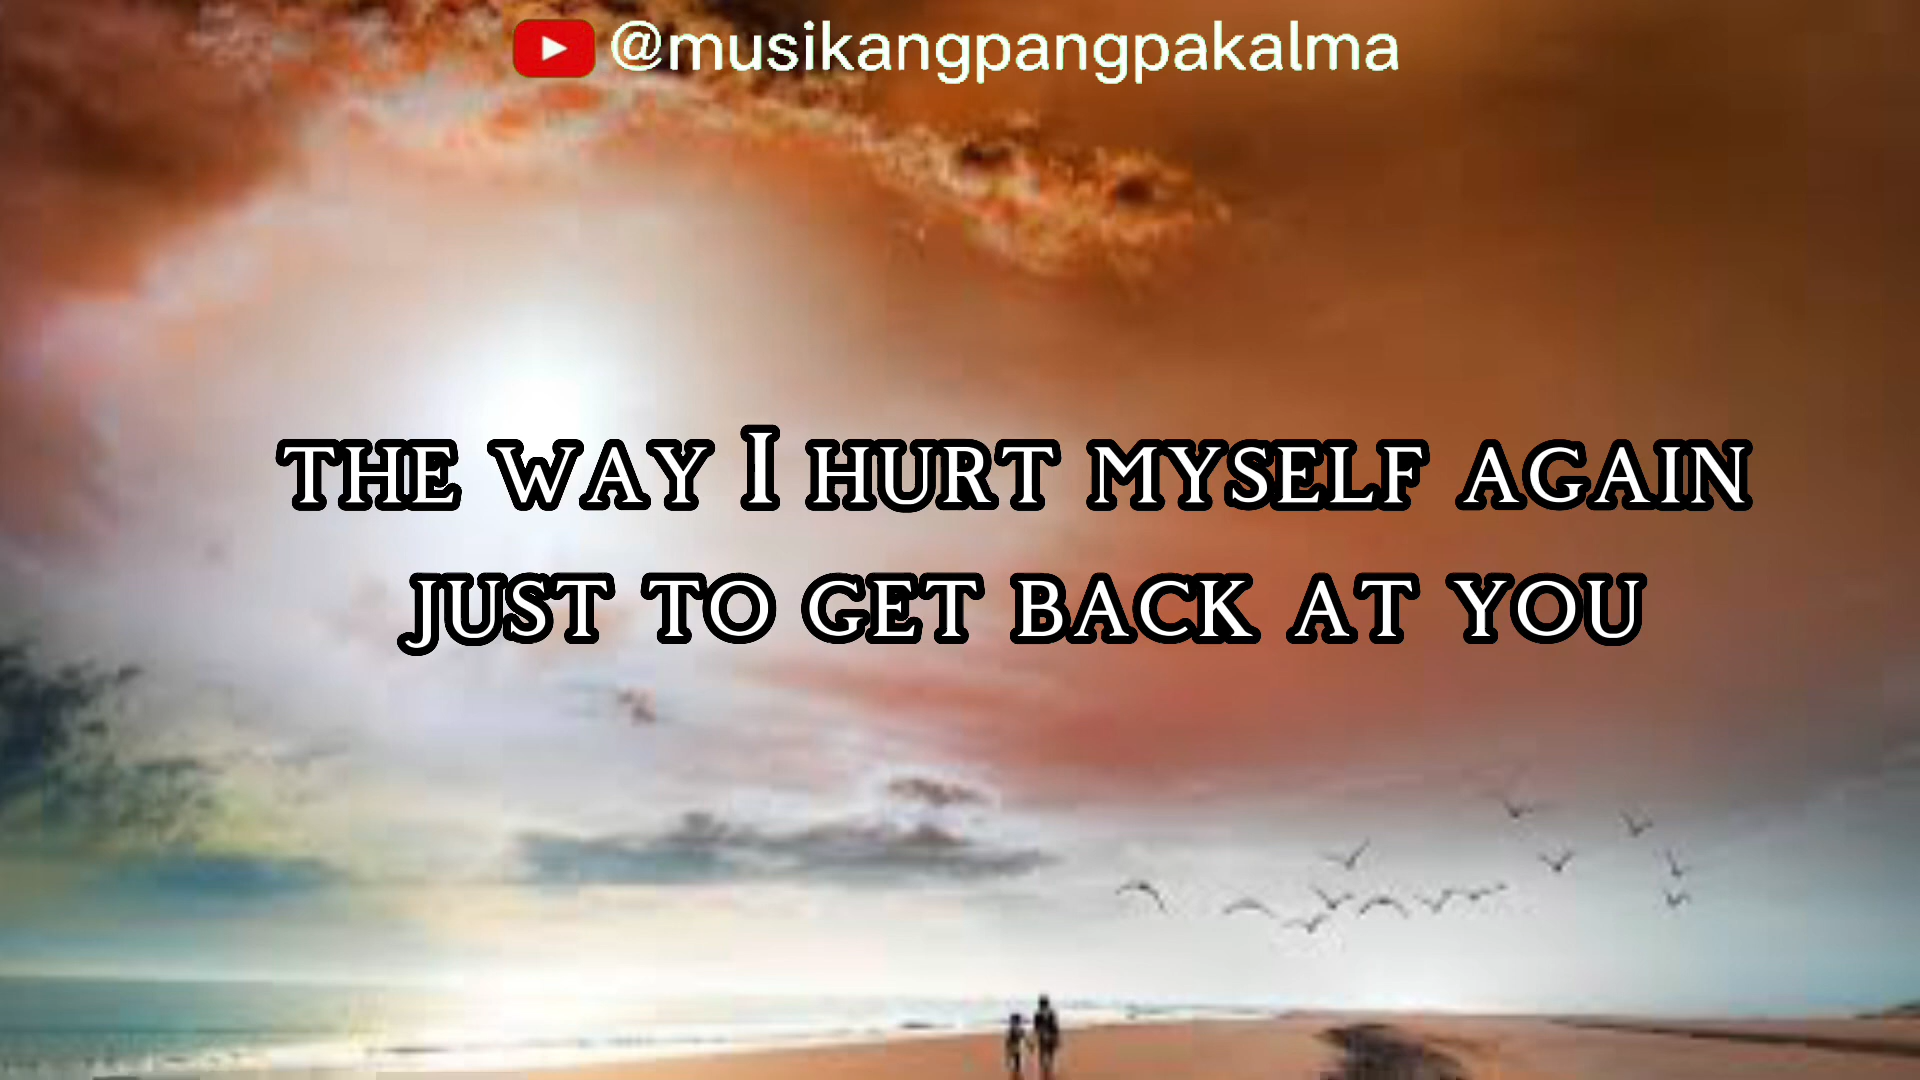 @musikangpangpakalma
THE WAY I HURT MYSELF AGAIN
JUST TO GET BACK AT YOU